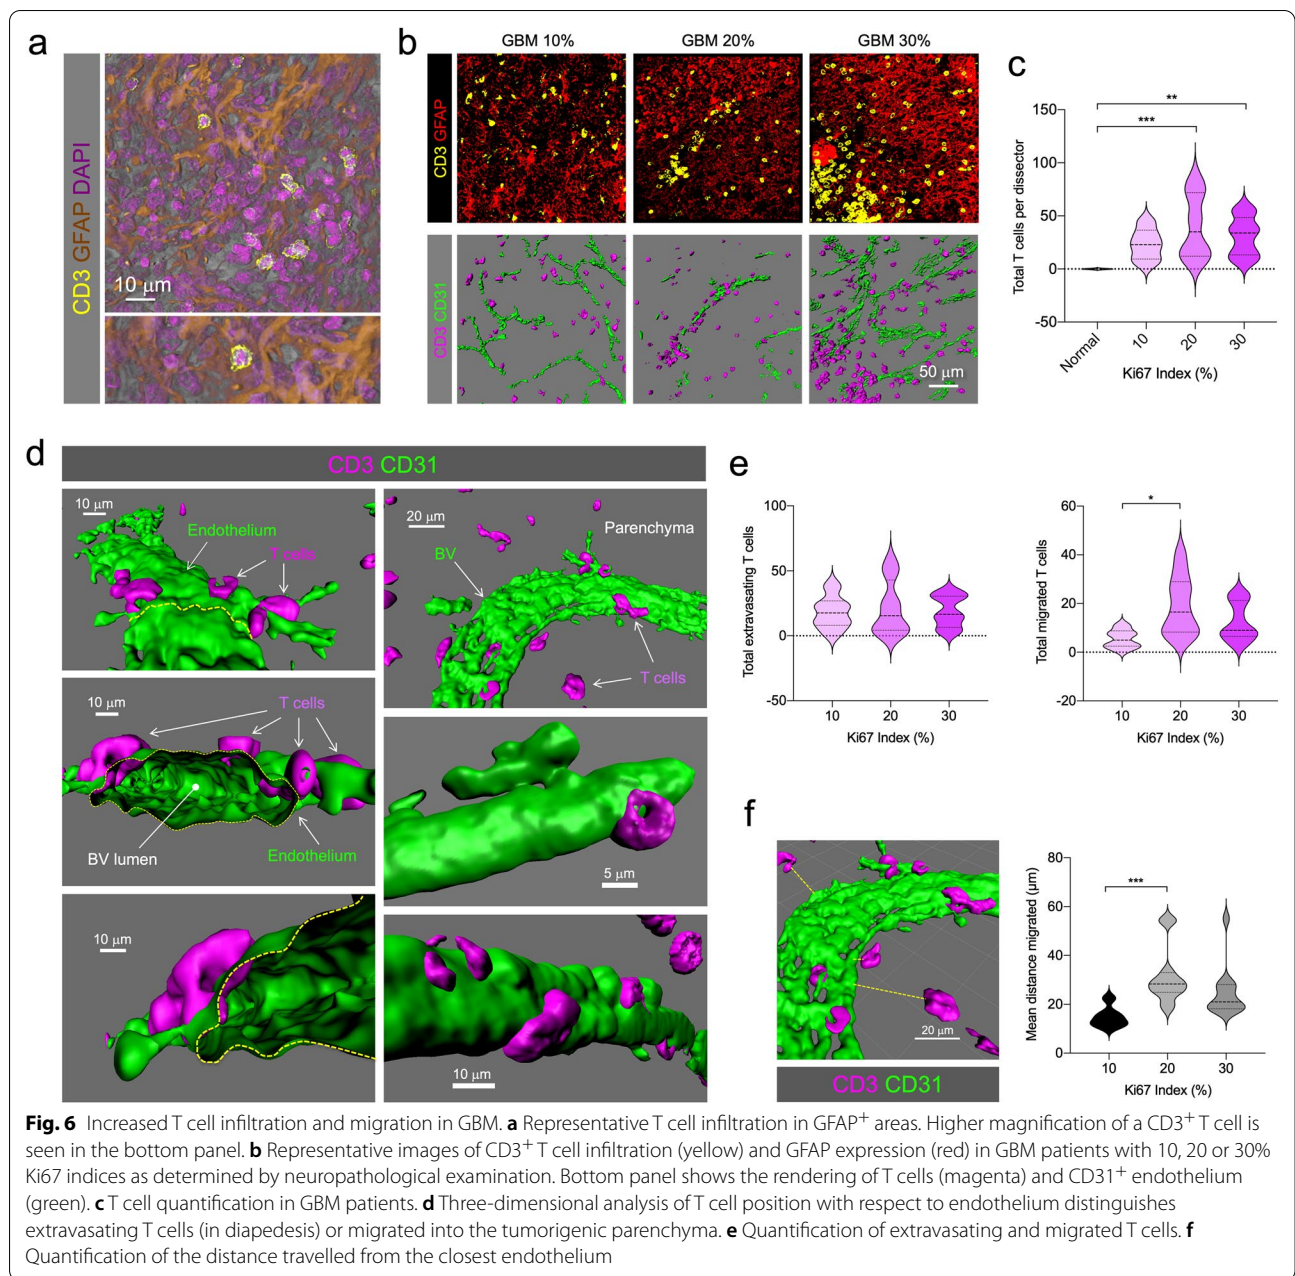 a
CD3 GFAP DAPI
10 μm
b
GBM 10%
GBM 20%
GBM 30%
CD3 GFAP
CD3 CD31
50 μm
c
Total T cells per dissector
150
100
50
0
-50
**
***
Normal
10
20
30
Ki67 Index (%)
d
CD3 CD31
10 μm
Endothelium
T cells
20 μm
Parenchyma
BV
T cells
10 μm
T cells
BV lumen
Endothelium
5 μm
10 μm
10 μm
e
Total extravasating T cells
100
50
0
-50
10
20
30
Ki67 Index (%)
Total migrated T cells
60
40
20
0
-20
*
10
20
30
Ki67 Index (%)
f
20 μm
CD3 CD31
Mean distance migrated (μm)
80
60
40
20
0
***
10
20
30
Ki67 Index (%)
Fig. 6 Increased T cell infiltration and migration in GBM. a Representative T cell infiltration in GFAP+ areas. Higher magnification of a CD3+ T cell is
seen in the bottom panel. b Representative images of CD3+ T cell infiltration (yellow) and GFAP expression (red) in GBM patients with 10, 20 or 30%
Ki67 indices as determined by neuropathological examination. Bottom panel shows the rendering of T cells (magenta) and CD31+ endothelium
(green). c T cell quantification in GBM patients. d Three-dimensional analysis of T cell position with respect to endothelium distinguishes
extravasating T cells (in diapedesis) or migrated into the tumorigenic parenchyma. e Quantification of extravasating and migrated T cells. f
Quantification of the distance travelled from the closest endothelium